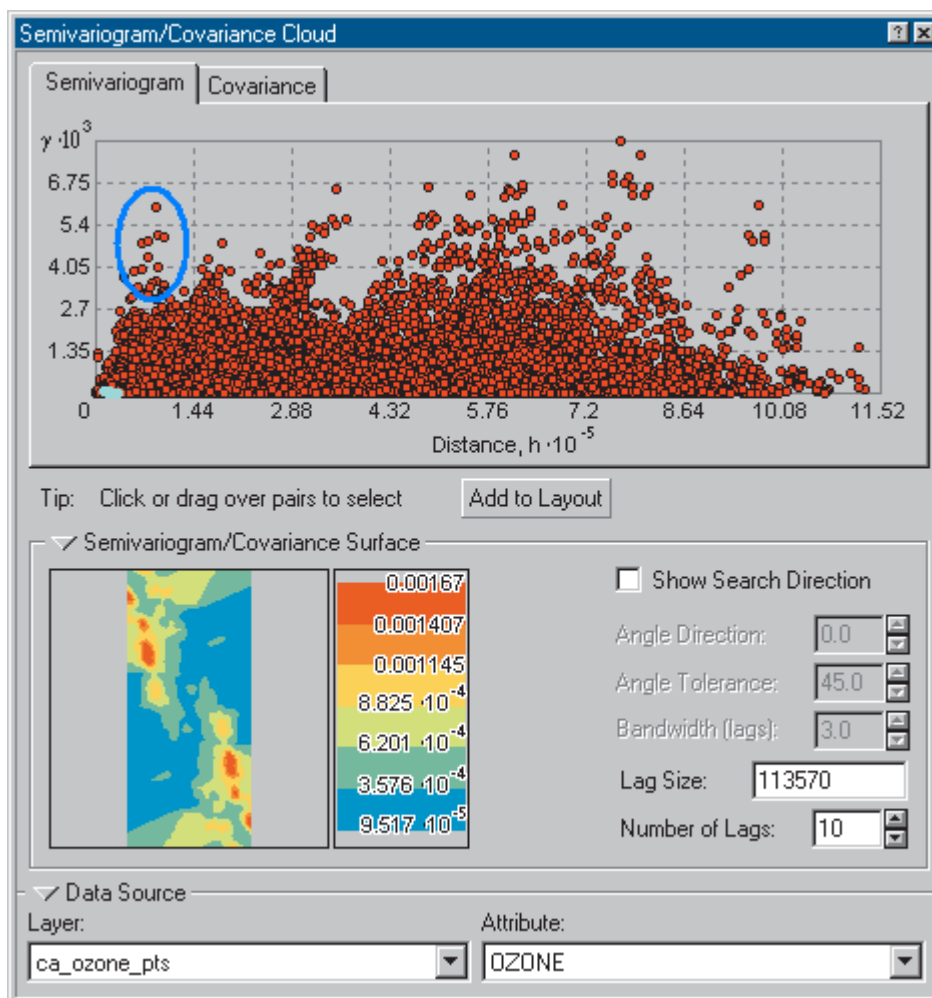 Semivariogram/Covariance Cloud
Semivariogram Covariance
γ ·10³
6.75
5.4
4.05
2.7
1.35
0 1.44 2.88 4.32 5.76 7.2 8.64 10.08 11.52
Distance, h ·10⁻⁵
Tip: Click or drag over pairs to select Add to Layout
Semivariogram/Covariance Surface
0.00167
0.001407
0.001145
8.825 ·10⁻⁴
6.201 ·10⁻⁴
3.576 ·10⁻⁴
9.517 ·10⁻⁵
Show Search Direction
Angle Direction: 0.0
Angle Tolerance: 45.0
Bandwidth (lags): 3.0
Lag Size: 113570
Number of Lags: 10
Data Source
Layer: Attribute:
ca_ozone_pts OZONE